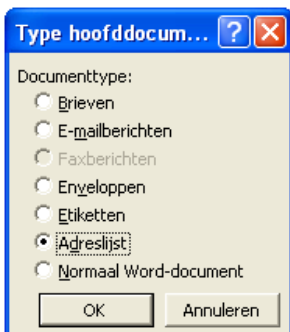 Type hoofddocum...
Documenttype:
Brieven
E-mailberichten
Faxberichten
Enveloppen
Etiketten
Adreslijst
Normaal Word-document
OK Annuleren